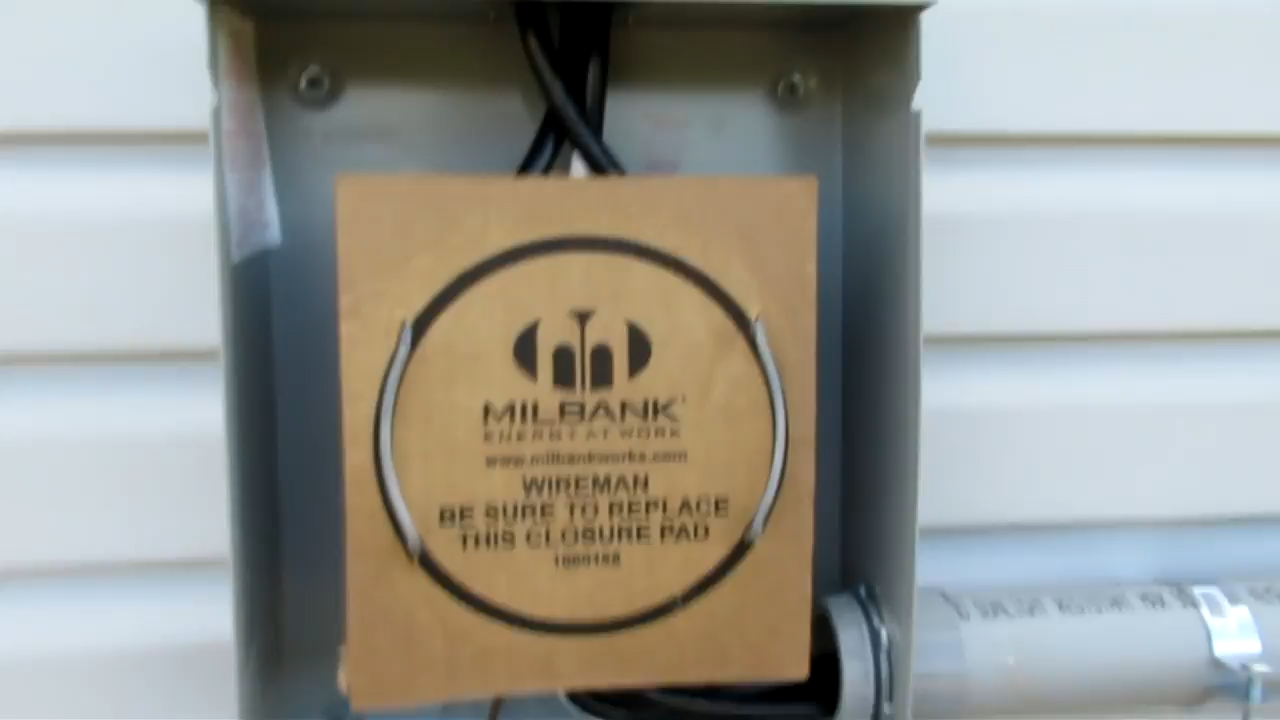 MILBANK
ENERGY AT WORK
www.milbankworks.com
WIREMAN
BE SURE TO REPLACE
THIS CLOSURE PAD